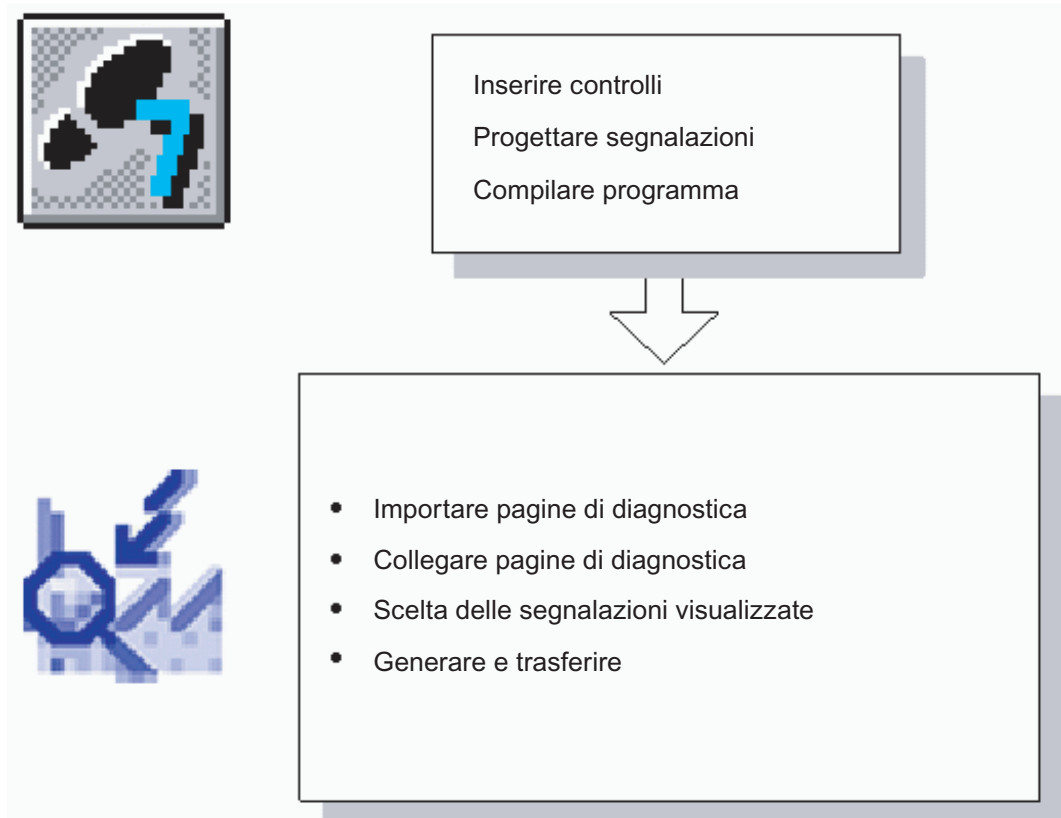 Inserire controlli
Progettare segnalazioni
Compilare programma
• Importare pagine di diagnostica
• Collegare pagine di diagnostica
• Scelta delle segnalazioni visualizzate
• Generare e trasferire